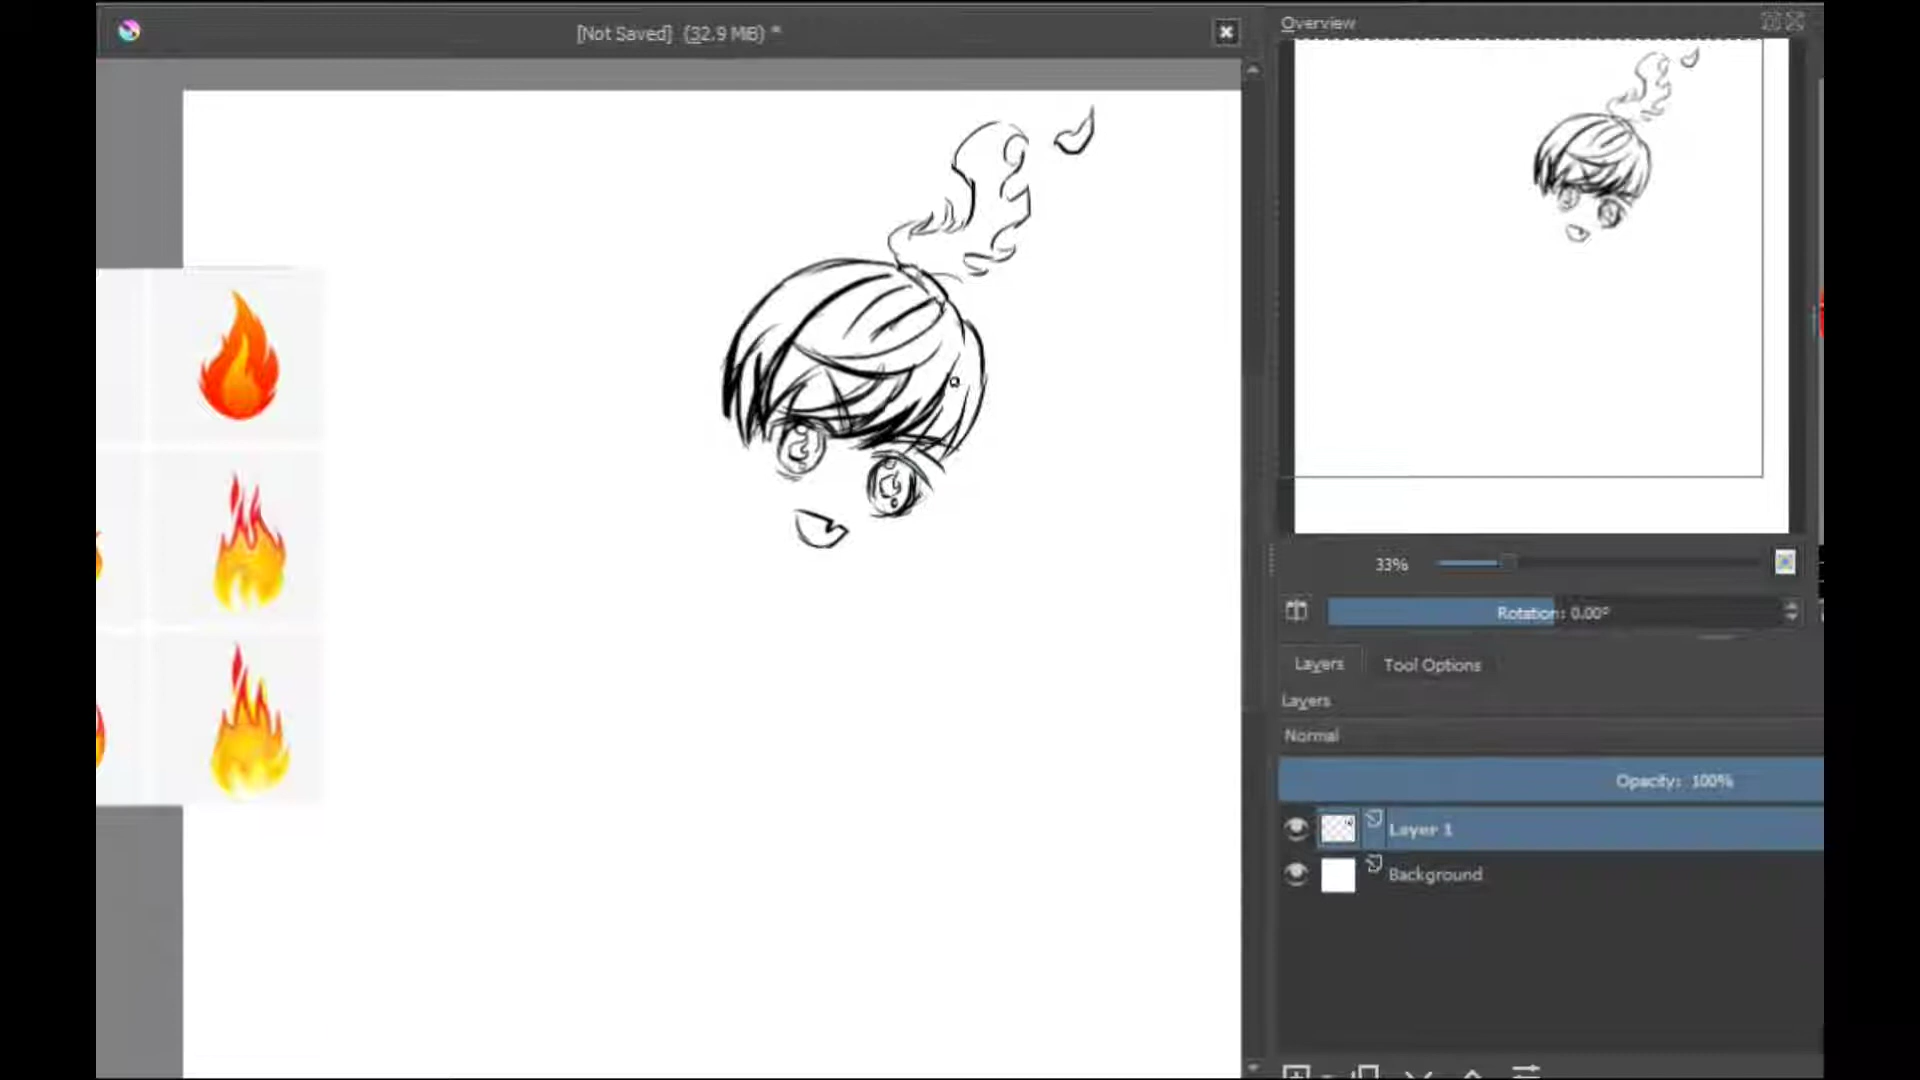 [Not Saved] (32.9 MiB) *
Overview
33%
Rotation: 0.00°
Layers Tool Options
Layers
Normal
Opacity: 100%
Layer 1
Background